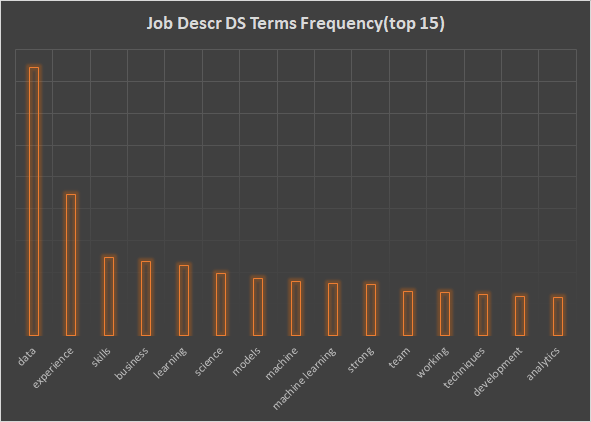 Job Descr DS Terms Frequency(top 15)
data
experience
skills
business
learning
science
models
machine
machine learning
strong
team
working
techniques
development
analytics